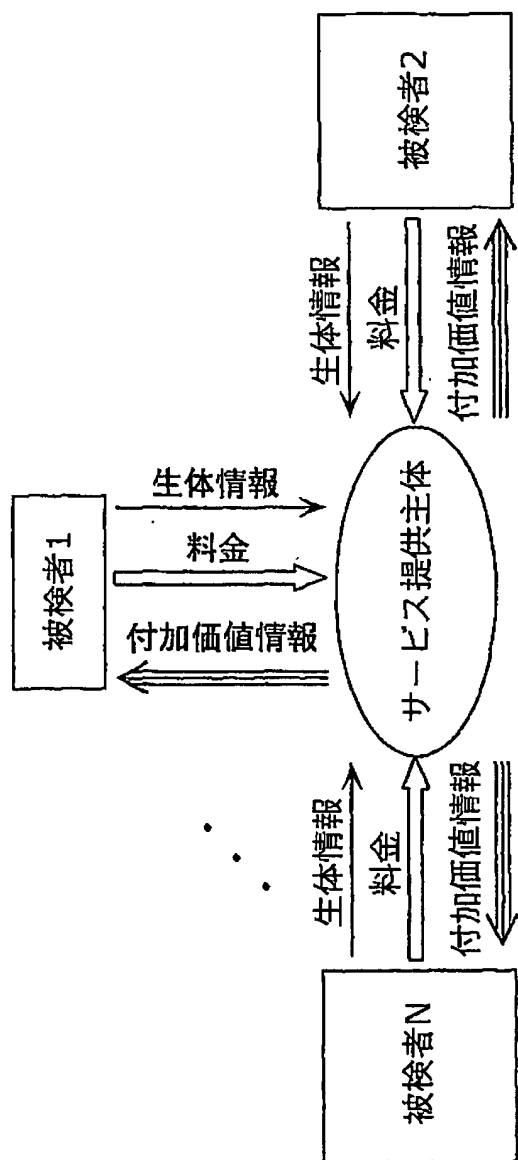 被検者1
生体情報
料金
付加価値情報
サービス提供主体
被検者2
生体情報
料金
付加価値情報
被検者N
生体情報
料金
付加価値情報